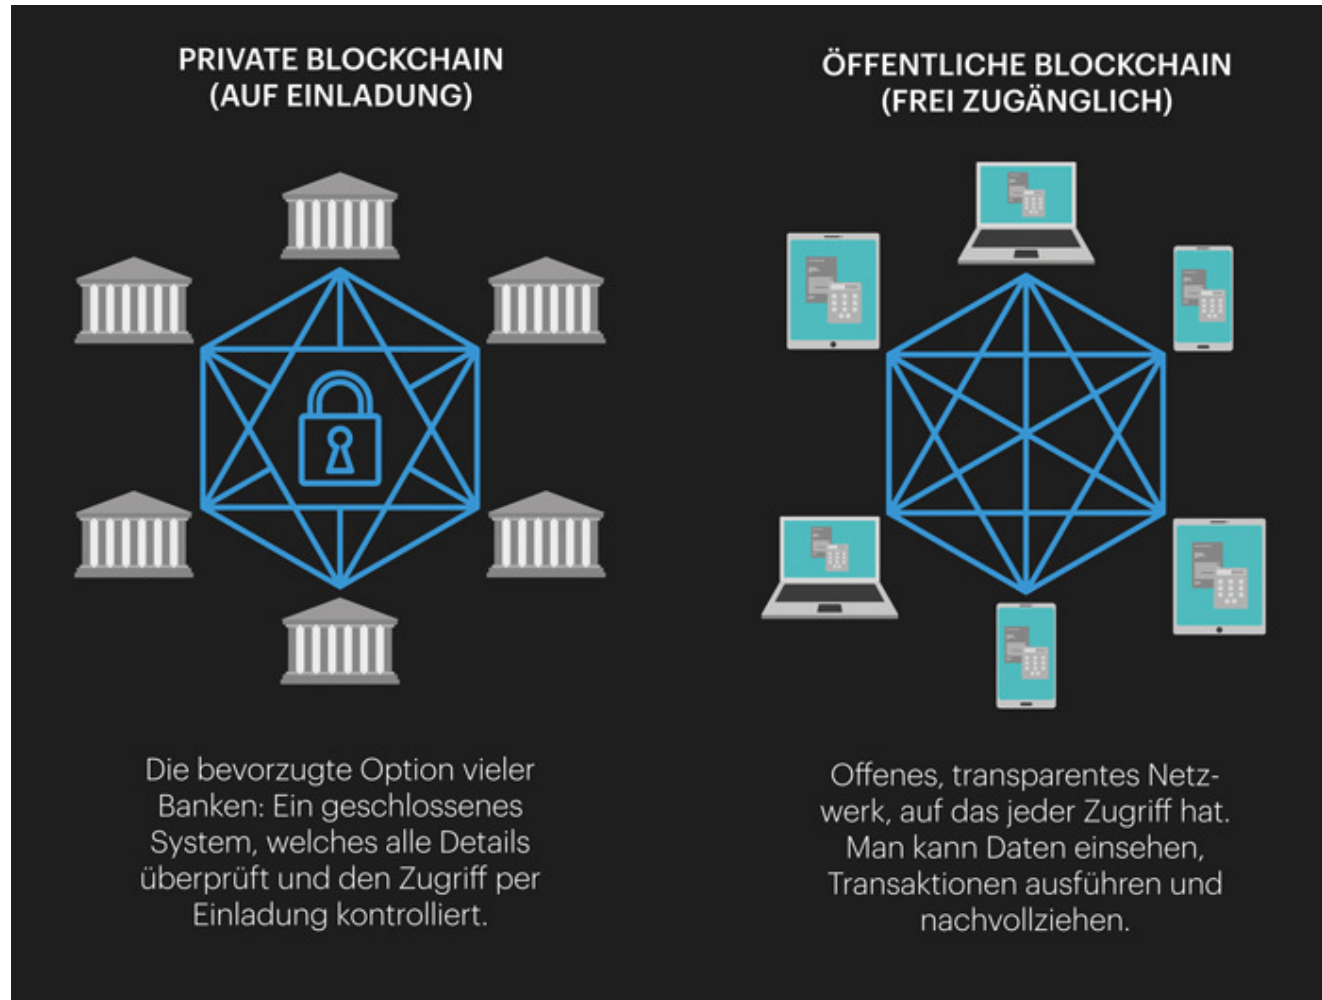 PRIVATE BLOCKCHAIN
(AUF EINLADUNG)
Die bevorzugte Option vieler
Banken: Ein geschlossenes
System, welches alle Details
überprüft und den Zugriff per
Einladung kontrolliert.
ÖFFENTLICHE BLOCKCHAIN
(FREI ZUGÄNGLICH)
Offenes, transparentes Netz-
werk, auf das jeder Zugriff hat.
Man kann Daten einsehen,
Transaktionen ausführen und
nachvollziehen.